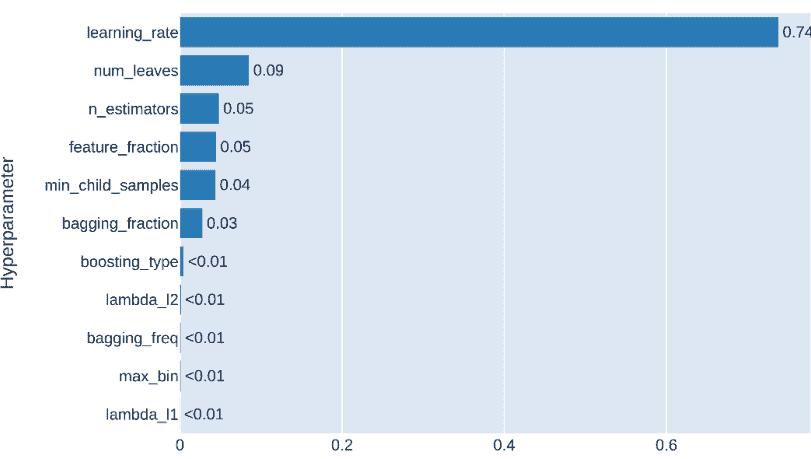 Hyperparameter
learning_rate 0.74
num_leaves 0.09
n_estimators 0.05
feature_fraction 0.05
min_child_samples 0.04
bagging_fraction 0.03
boosting_type <0.01
lambda_l2 <0.01
bagging_freq <0.01
max_bin <0.01
lambda_l1 <0.01
0 0.2 0.4 0.6